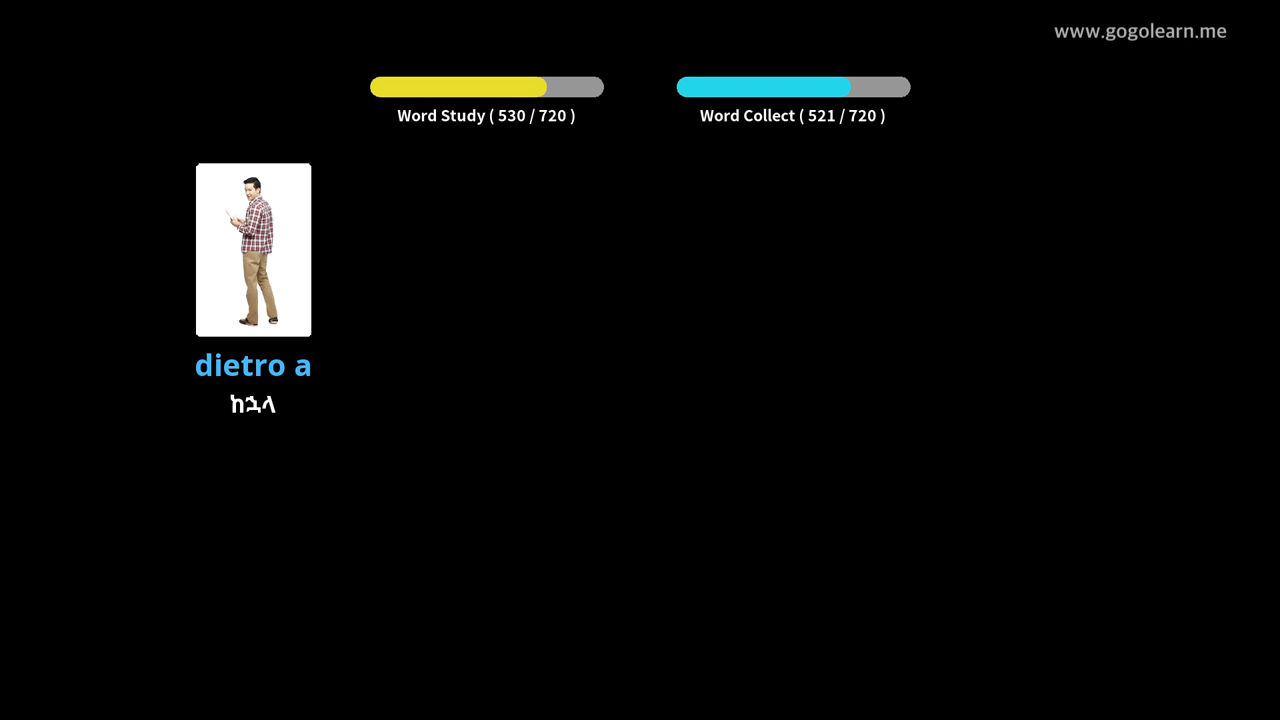 www.gogolearn.me
Word Study ( 530 / 720 )
Word Collect ( 521 / 720 )
dietro a
ከኋላ